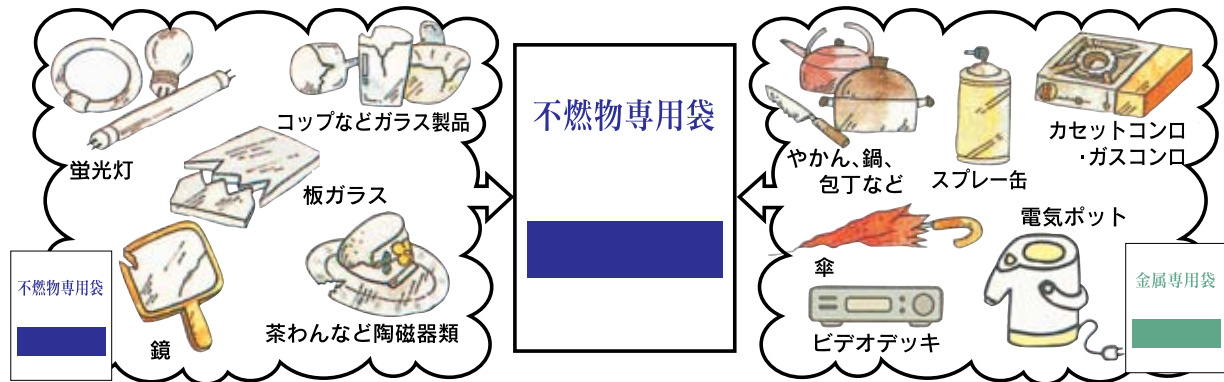 蛍光灯
コップなどガラス製品
板ガラス
鏡
茶わんなど陶磁器類
不燃物専用袋
不燃物専用袋
やかん、鍋、
包丁など
スプレー缶
カセットコンロ
・ガスコンロ
傘
電気ポット
ビデオデッキ
金属専用袋